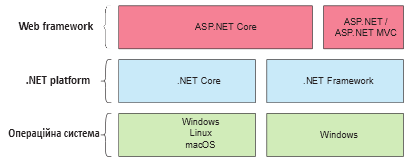 Web framework
ASP.NET Core
ASP.NET /
ASP.NET MVC
.NET platform
.NET Core
.NET Framework
Операційна система
Windows
Linux
macOS
Windows